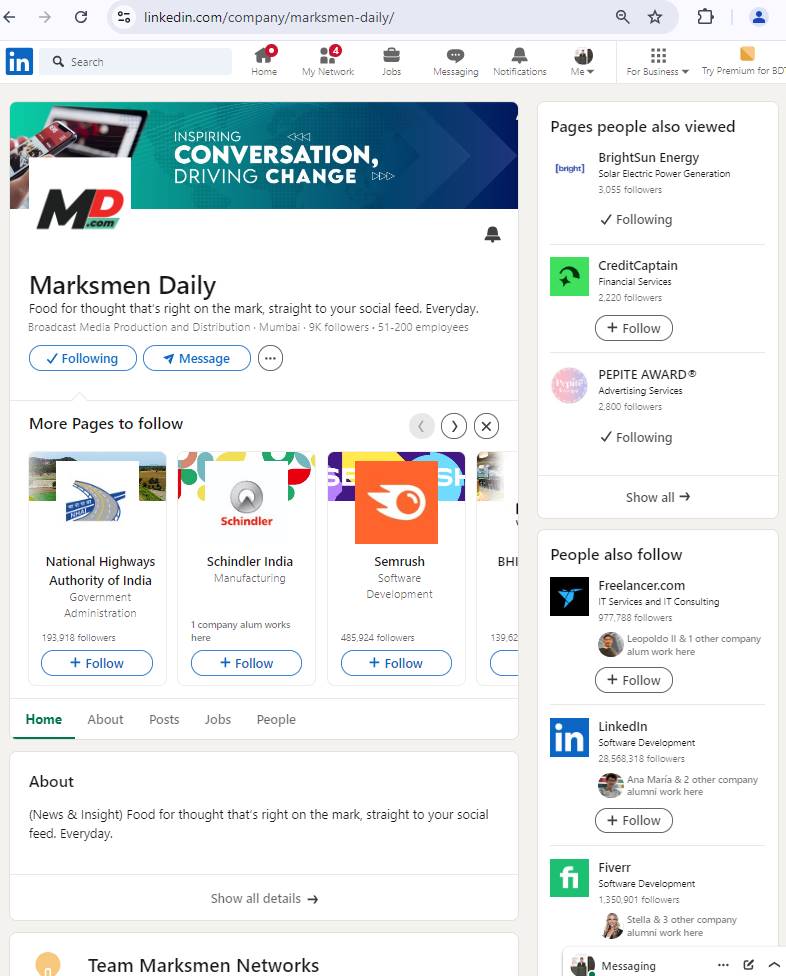 linkedin.com/company/marksmen-daily/
in
Search
4
Home
My Network
Jobs
Messaging
Notifications
Me
For Business
Try Premium for BD
INSPIRING
CONVERSATION,
DRIVING CHANGE
MD
.com
Marksmen Daily
Food for thought that's right on the mark, straight to your social feed. Everyday.
Broadcast Media Production and Distribution · Mumbai · 9K followers · 51-200 employees
Following
Message
More Pages to follow
NHAI
National Highways
Authority of India
Government
Administration
193,918 followers
+ Follow
Schindler
Schindler India
Manufacturing
1 company alum works
here
+ Follow
SE
SH
Semrush
Software
Development
485,924 followers
+ Follow
BHI
139,62
Home
About
Posts
Jobs
People
About
(News & Insight) Food for thought that's right on the mark, straight to your social
feed. Everyday.
Show all details →
Team Marksmen Networks
Pages people also viewed
[bright]
BrightSun Energy
Solar Electric Power Generation
3,055 followers
Following
CreditCaptain
Financial Services
2,220 followers
+ Follow
Pepite
PEPITE AWARD®
Advertising Services
2,800 followers
Following
Show all →
People also follow
Freelancer.com
IT Services and IT Consulting
977,788 followers
Leopoldo II & 1 other company
alum work here
+ Follow
in
LinkedIn
Software Development
28,568,318 followers
Ana María & 2 other company
alumni work here
+ Follow
fi
Fiverr
Software Development
1,350,901 followers
Stella & 3 other company
alumni work here
Messaging